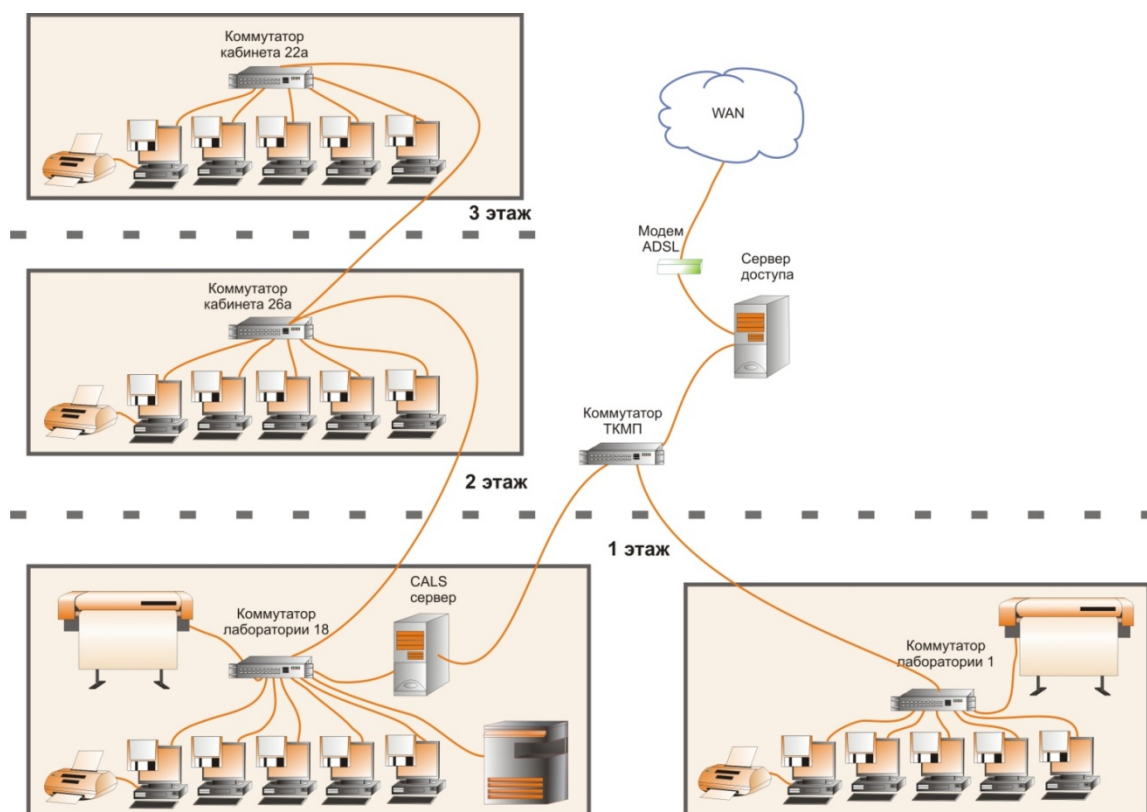 Коммутатор
кабинета 22а
WAN
3 этаж
Модем
ADSL
Сервер
доступа
Коммутатор
кабинета 26а
Коммутатор
ТКМП
2 этаж
1 этаж
CALS
сервер
Коммутатор
лаборатории 18
Коммутатор
лаборатории 1